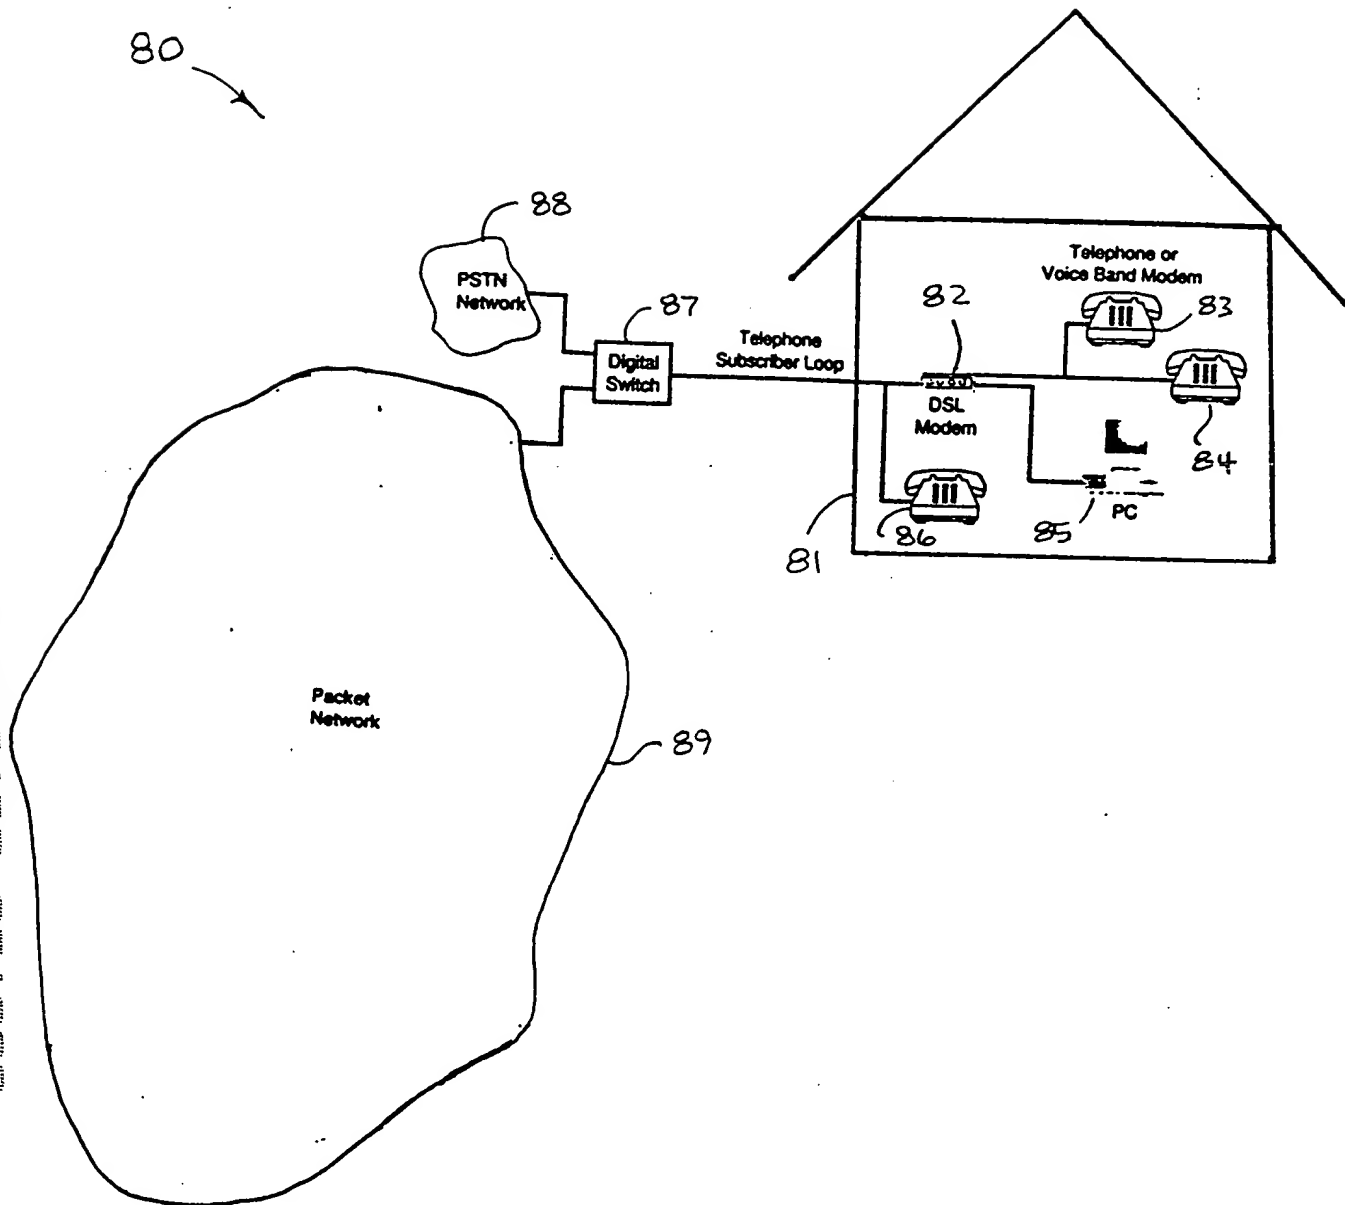 80
88
PSTN
Network
87
Digital
Switch
Telephone
Subscriber Loop
Telephone or
Voice Band Modem
82
83
DSL
Modem
84
86
85
PC
81
Packet
Network
89